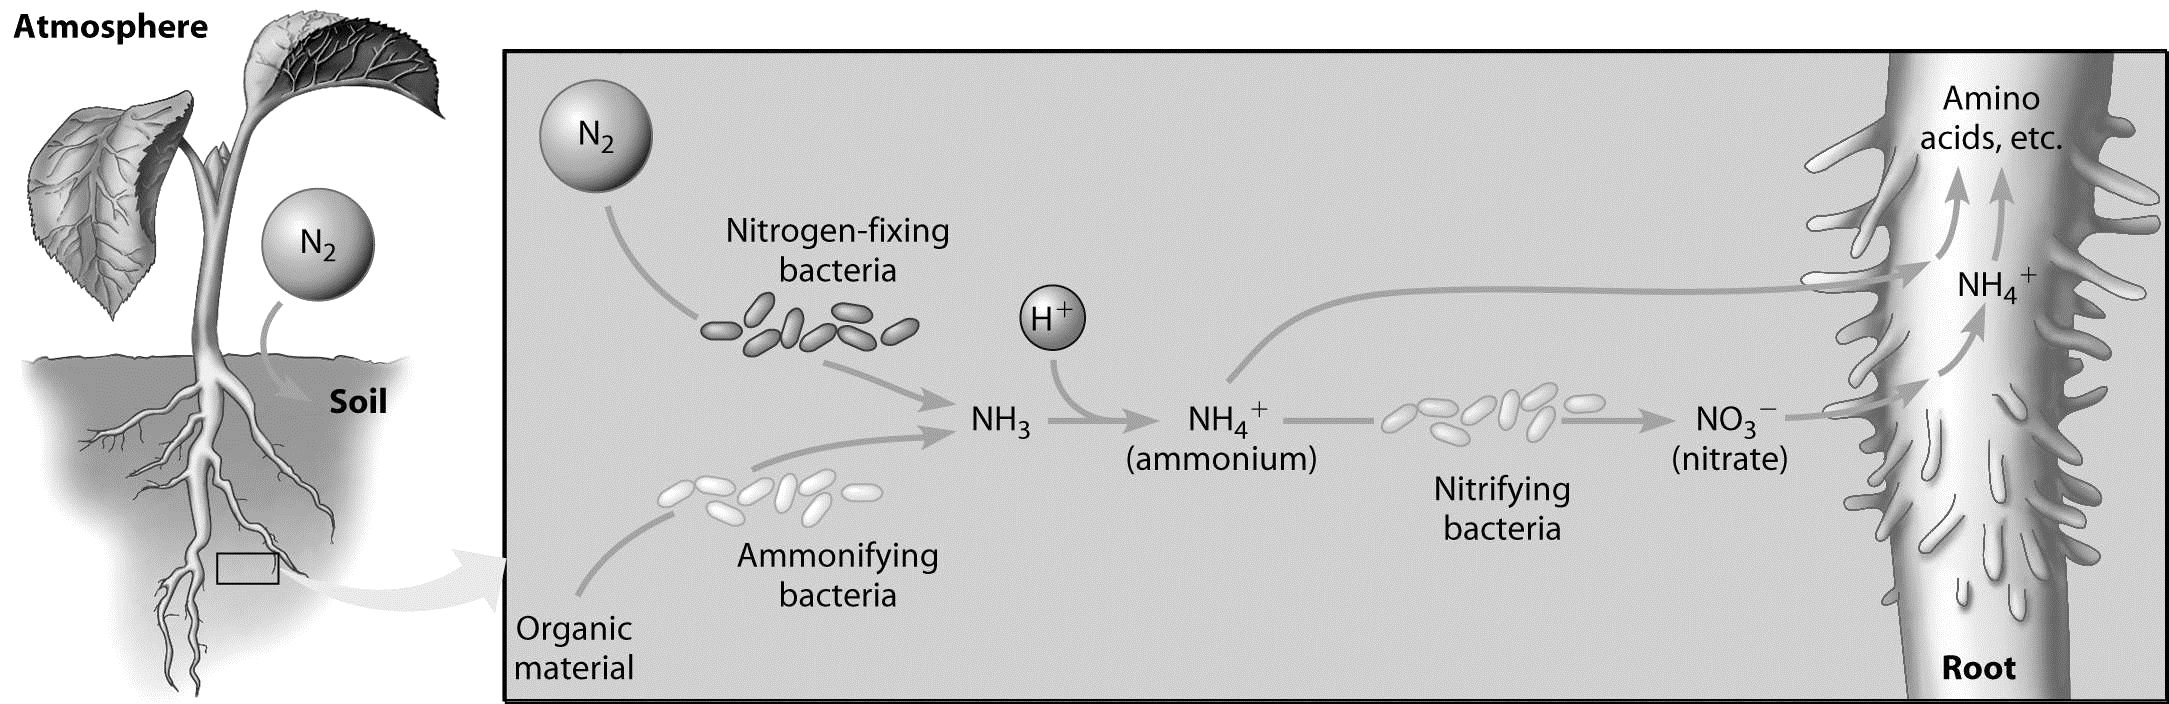 Atmosphere
N₂
Soil
N₂
Nitrogen-fixing
bacteria
H⁺
NH₃
NH₄⁺
(ammonium)
Ammonifying
bacteria
Organic
material
Nitrifying
bacteria
NO₃⁻
(nitrate)
Amino
acids, etc.
NH₄⁺
Root